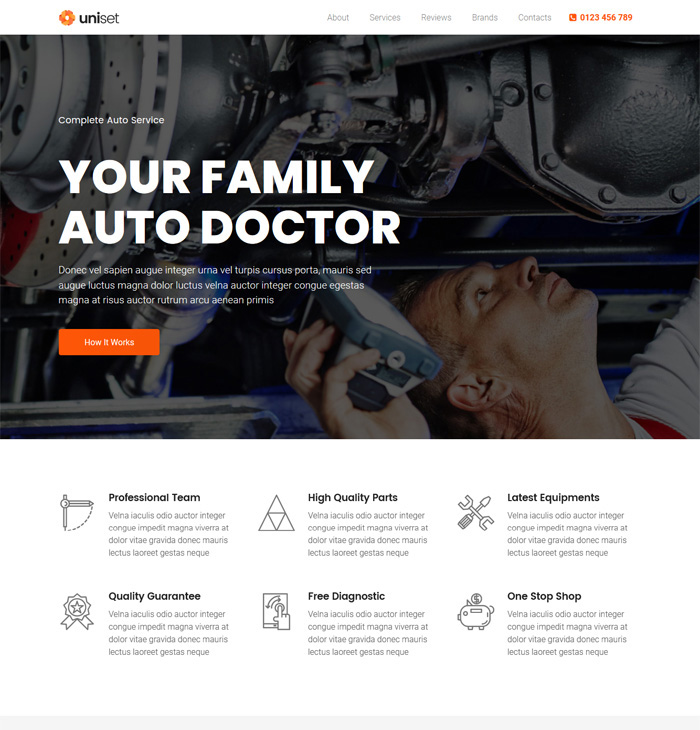 uniset
About Services Reviews Brands Contacts 0123 456 789
Complete Auto Service
YOUR FAMILY
AUTO DOCTOR
Donec vel sapien augue integer urna vel turpis cursus porta, mauris sed
augue luctus magna dolor luctus velna auctor integer congue egestas
magna at risus auctor rutrum arcu aenean primis
How It Works
Professional Team
Velna iaculis odio auctor integer
congue impedit magna viverra at
dolor vitae gravida donec mauris
lectus laoreet gestas neque
High Quality Parts
Velna iaculis odio auctor integer
congue impedit magna viverra at
dolor vitae gravida donec mauris
lectus laoreet gestas neque
Latest Equipments
Velna iaculis odio auctor integer
congue impedit magna viverra at
dolor vitae gravida donec mauris
lectus laoreet gestas neque
Quality Guarantee
Velna iaculis odio auctor integer
congue impedit magna viverra at
dolor vitae gravida donec mauris
lectus laoreet gestas neque
Free Diagnostic
Velna iaculis odio auctor integer
congue impedit magna viverra at
dolor vitae gravida donec mauris
lectus laoreet gestas neque
One Stop Shop
Velna iaculis odio auctor integer
congue impedit magna viverra at
dolor vitae gravida donec mauris
lectus laoreet gestas neque